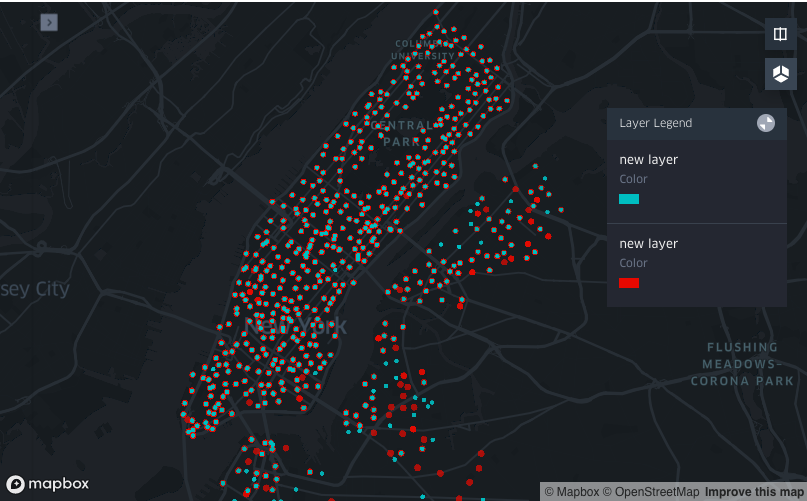 COLUMBIA
UNIVERSITY
CENTRAL
PARK
Layer Legend
new layer
Color
new layer
Color
sey City
New York
FLUSHING
MEADOWS-
CORONA PARK
mapbox
© Mapbox © OpenStreetMap Improve this map